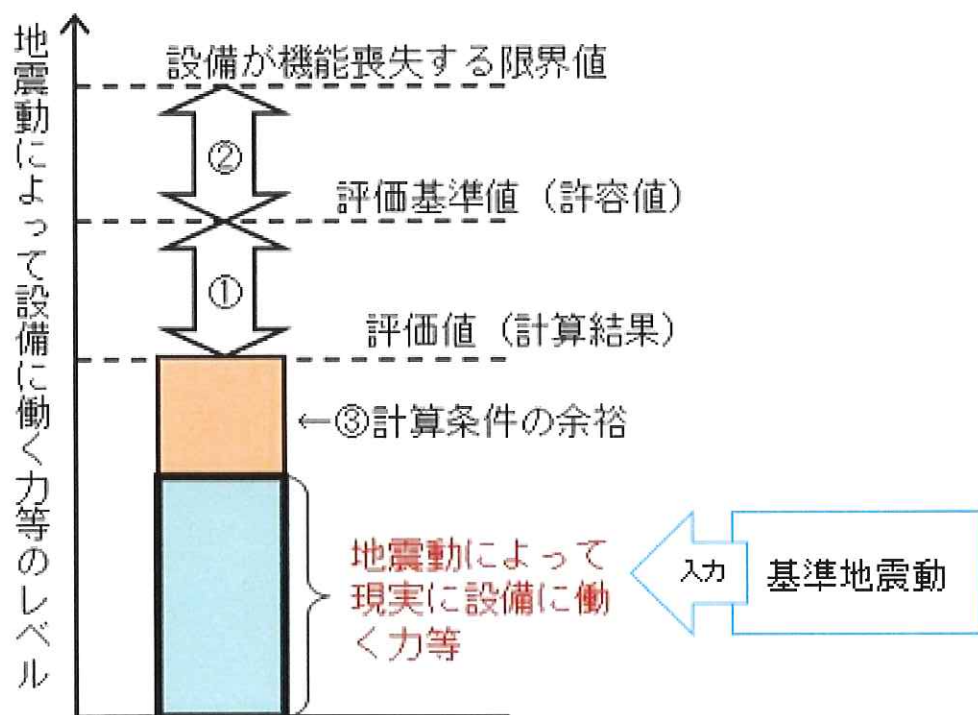 地震動によって設備に働く力等のレベル
設備が機能喪失する限界値
②
評価基準値（許容値）
①
評価値（計算結果）
←③計算条件の余裕
地震動によって
現実に設備に働
く力等
入力
基準地震動